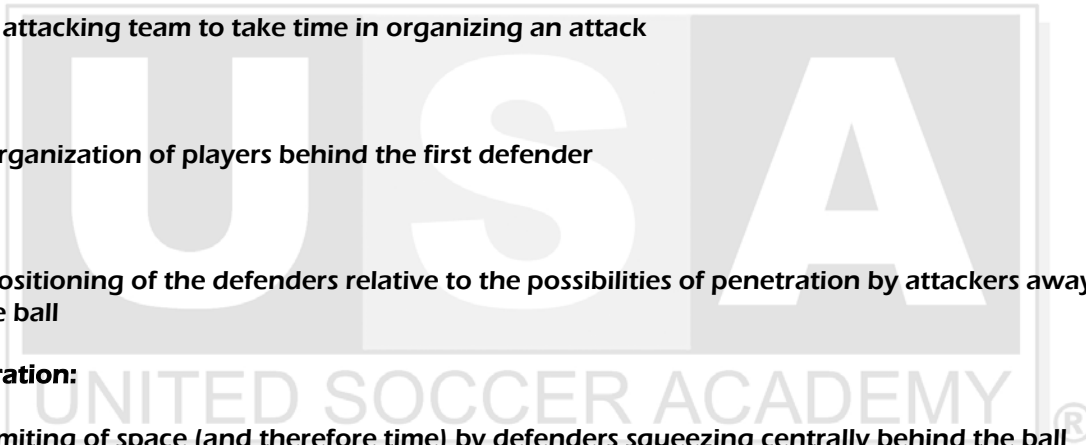 attacking team to take time in organizing an attack
rganization of players behind the first defender
ositioning of the defenders relative to the possibilities of penetration by attackers away
e ball
ration:
miting of space (and therefore time) by defenders squeezing centrally behind the ball
USA
UNITED SOCCER ACADEMY ®